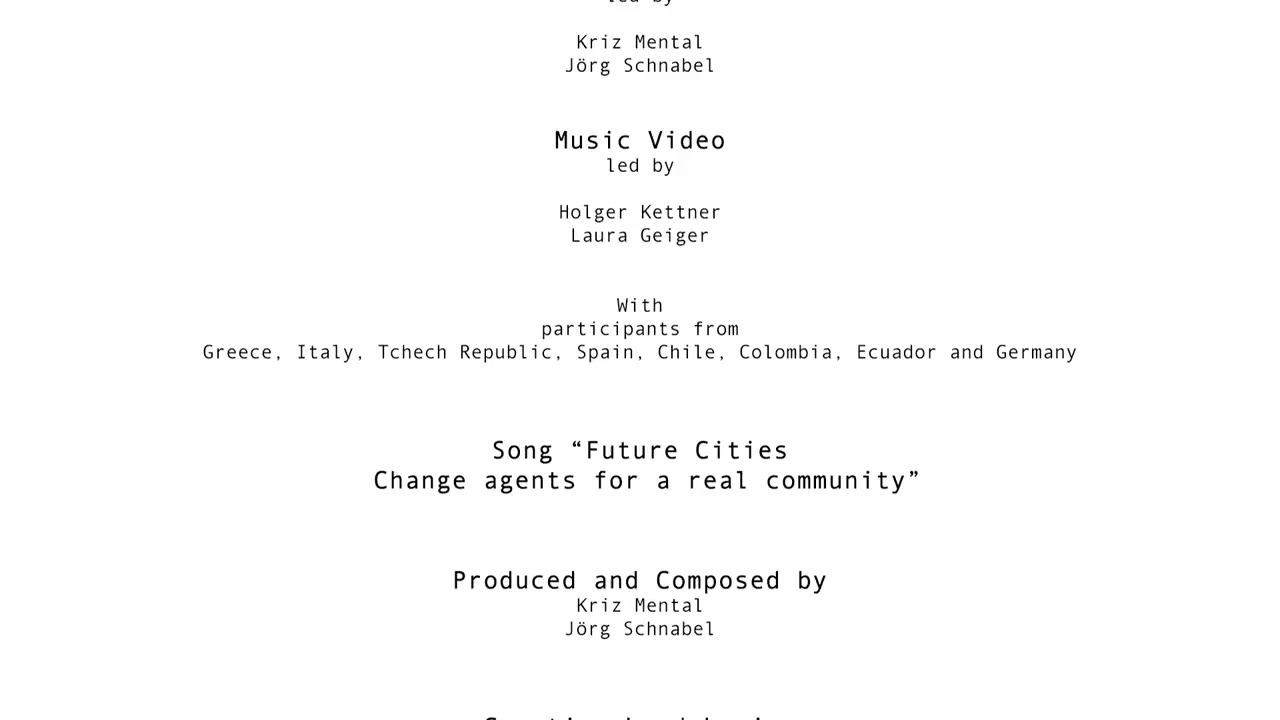 led by
Kriz Mental
Jörg Schnabel
Music Video
led by
Holger Kettner
Laura Geiger
With
participants from
Greece, Italy, Tchech Republic, Spain, Chile, Colombia, Ecuador and Germany
Song “Future Cities
Change agents for a real community”
Produced and Composed by
Kriz Mental
Jörg Schnabel